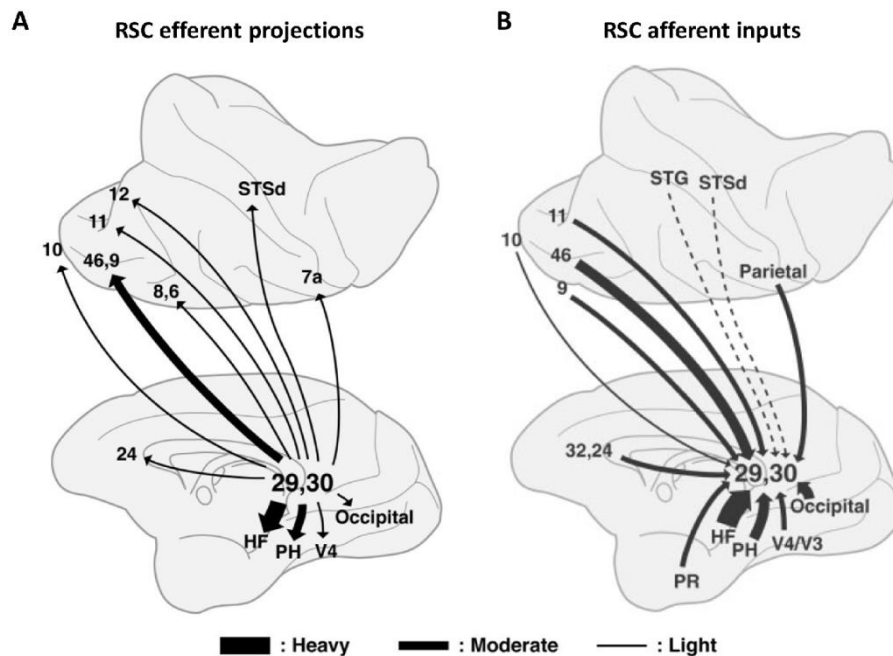 A
RSC efferent projections
B
RSC afferent inputs
12
STSd
11
10
46,9
8,6
7a
24
29,30
Occipital
HF
PH
V4
STG
STSd
11
10
46
9
Parietal
32,24
29,30
Occipital
HF
PH
V4/V3
PR
: Heavy
: Moderate
: Light